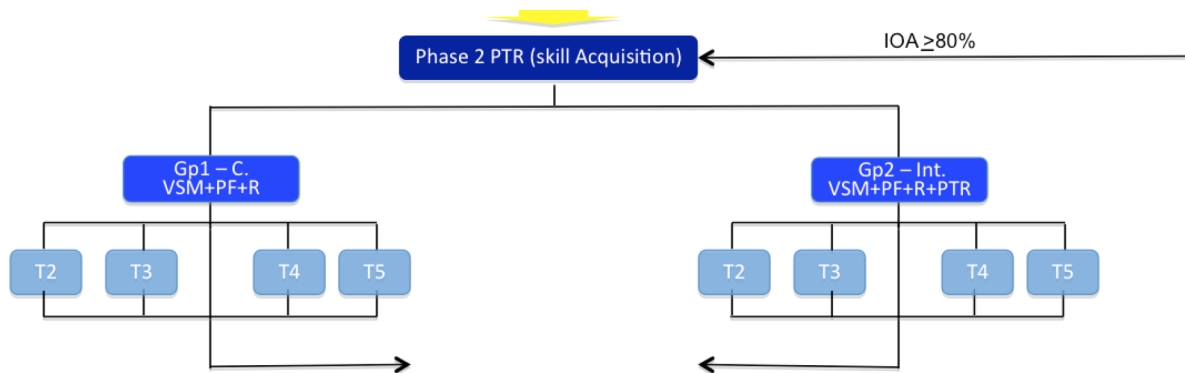 IOA ≥80%
Phase 2 PTR (skill Acquisition)
Gp1 – C.
VSM+PF+R
Gp2 – Int.
VSM+PF+R+PTR
T2
T3
T4
T5
T2
T3
T4
T5